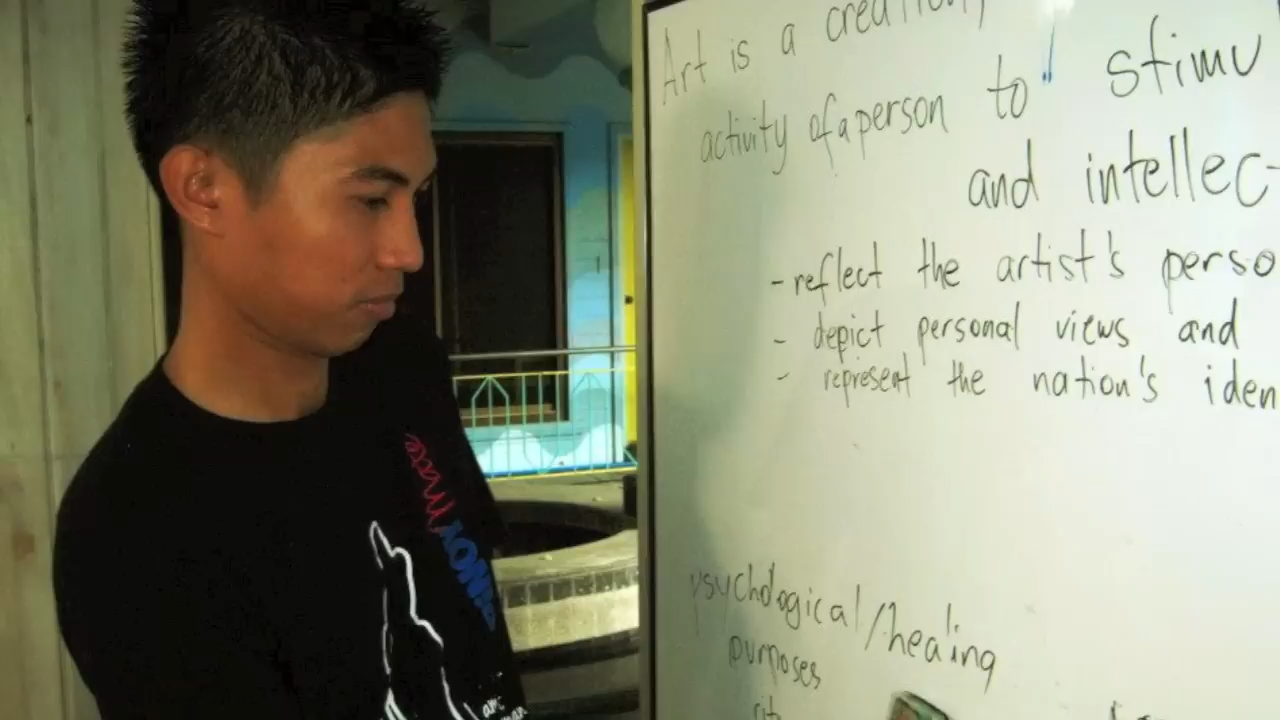 Art is a creativity
activity of a person to stimu
and intellec-
-reflect the artist's perso
- depict personal views and
- represent the nation's iden
psychological/healing
purposes